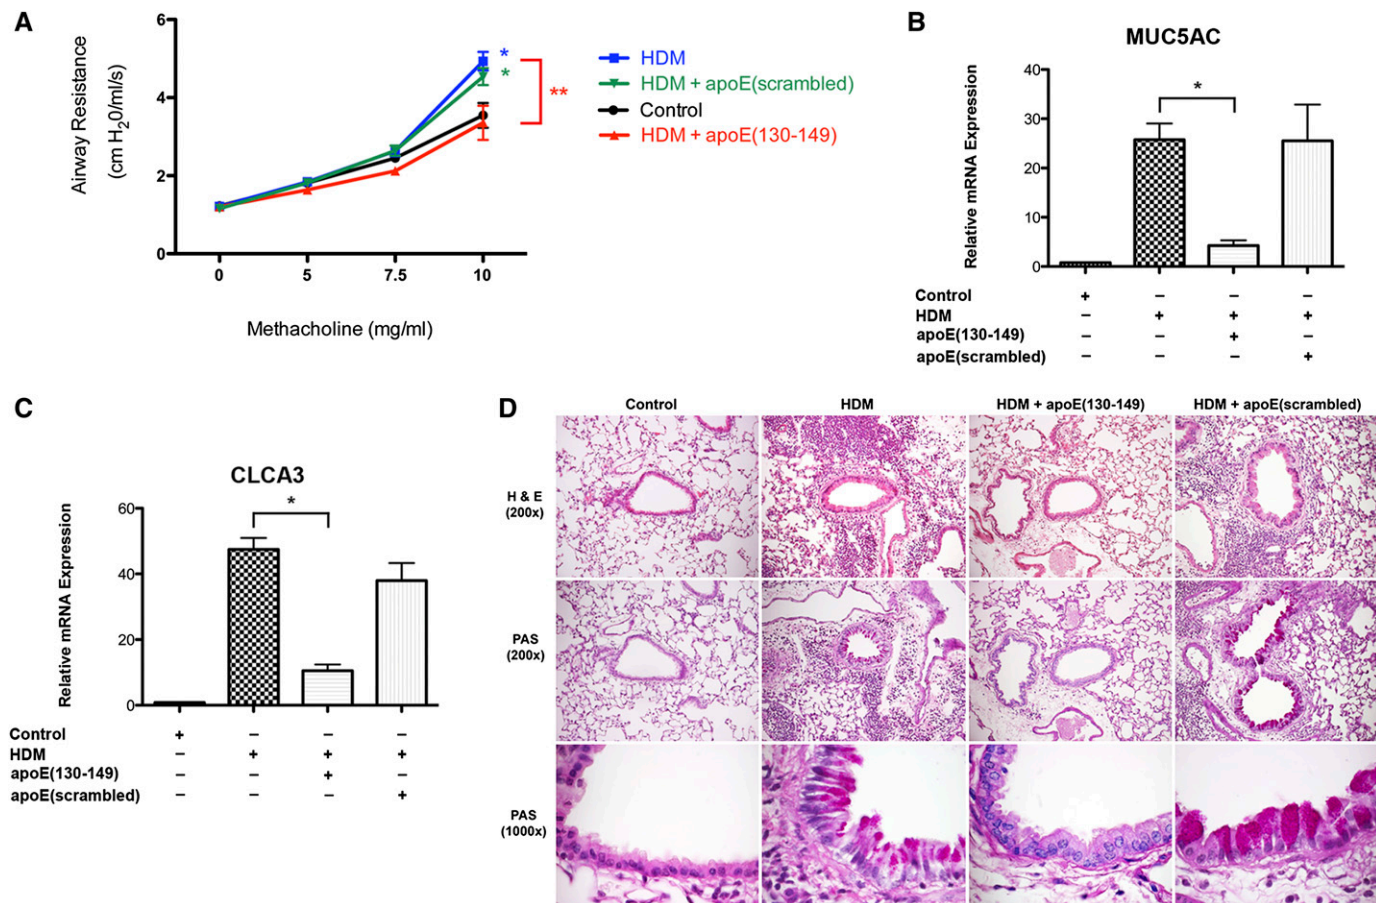 A
Airway Resistance
(cm H₂0/ml/s)
6
4
2
0
0 5 7.5 10
Methacholine (mg/ml)
*
*
**
HDM
HDM + apoE(scrambled)
Control
HDM + apoE(130-149)
B
MUC5AC
Relative mRNA Expression
40
30
20
10
0
*
Control + – – –
HDM – + + +
apoE(130-149) – – + –
apoE(scrambled) – – – +
C
CLCA3
Relative mRNA Expression
60
40
20
0
*
Control + – – –
HDM – + + +
apoE(130-149) – – + –
apoE(scrambled) – – – +
D
Control HDM HDM + apoE(130-149) HDM + apoE(scrambled)
H & E
(200x)
PAS
(200x)
PAS
(1000x)